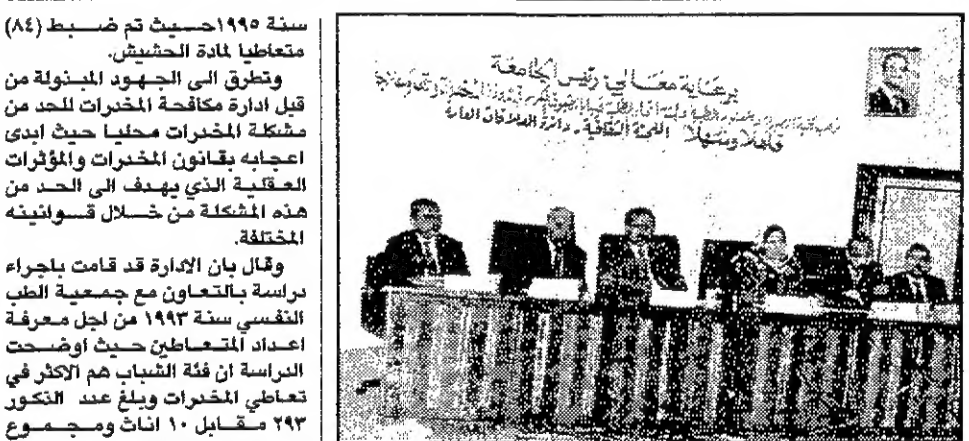 سنة ١٩٩٥حيث تم ضبط (٨٤)
متعاطيا لمادة الحشيش.
وتطرق الى الجهود المبذولة من
قبل ادارة مكافحة المخدرات للحد من
مشكلة المخدرات محليا حيث ابدى
اعجابه بقانون المخدرات والمؤثرات
العقلية الذي يهدف الى الحد من
هذه المشكلة من خلال قوانينه
المختلفة.
وقال بان الادارة قد قامت باجراء
دراسة بالتعاون مع جمعية الطب
النفسي سنة ١٩٩٣ من اجل معرفة
اعداد المتعاطين حيث اوضحت
الدراسة ان فئة الشباب هم الاكثر في
تعاطي المخدرات وبلغ عدد الذكور
٢٩٣ مقابل ١٠ اناث ومجموع
برعاية معالي رئيس الجامعة
وأهلاً وسهلاً اللجنة الثقافية - دائرة العلاقات العامة